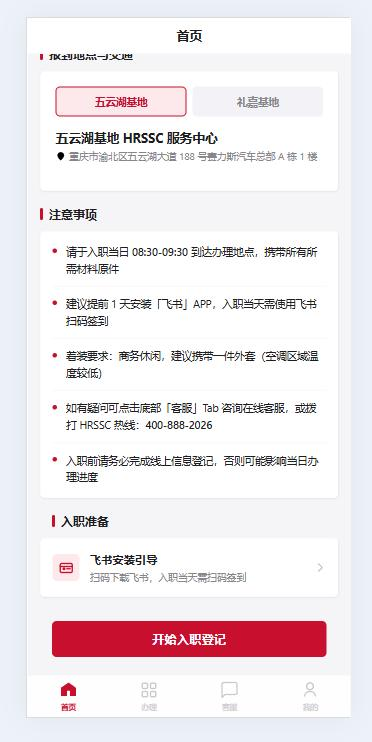 首页
报到地点与交通
五云湖基地
礼嘉基地
五云湖基地 HRSSC 服务中心
重庆市渝北区五云湖大道 188 号赛力斯汽车总部 A 栋 1 楼
注意事项
请于入职当日 08:30-09:30 到达办理地点，携带所有所
需材料原件
建议提前 1 天安装「飞书」APP，入职当天需使用飞书
扫码签到
着装要求：商务休闲，建议携带一件外套（空调区域温
度较低）
如有疑问可点击底部「客服」Tab 咨询在线客服，或拨
打 HRSSC 热线：400-888-2026
入职前请务必完成线上信息登记，否则可能影响当日办
理进度
入职准备
飞书安装引导
扫码下载飞书，入职当天需扫码签到
开始入职登记
首页
办理
客服
我的